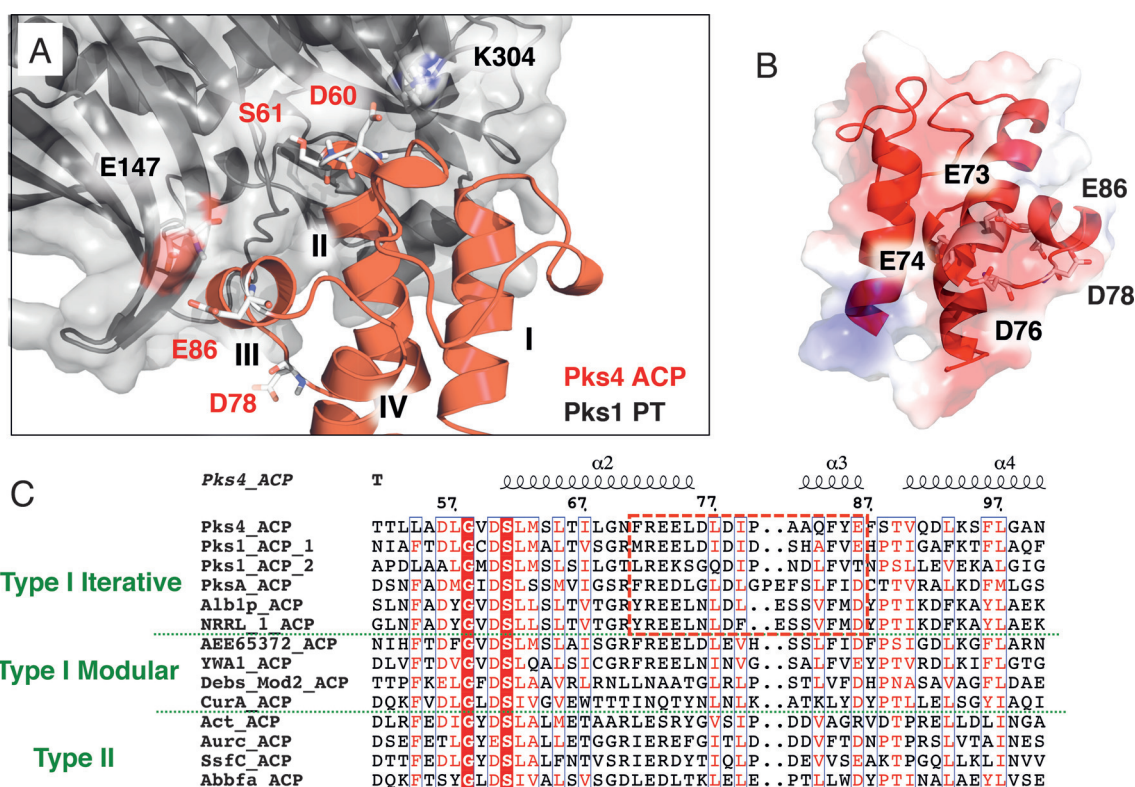 A
K304
D60
S61
E147
II
E86
III
I
D78
IV
Pks4 ACP
Pks1 PT
B
E73
E86
E74
D78
D76
C
α2 α3 α4
Pks4_ACP T
57 67 77 87 97
Pks4_ACP TTLLADLGVDSLMSLTILGNFREELDLDIP..AAQFYEFSTVQDLKSFLGAN
Pks1_ACP_1 NIAFTDLGCDSLMALTVSGRMREELDIDID..SHAFVEHPTIGAFKTFLAQF
Pks1_ACP_2 APDLAALGMDSLMSLSILGTLREKSGQDIP..NDLFVTNPSLLEVEKALGIG
Type I Iterative
PksA_ACP DSNFADMGIDSLSSMVIGSRFREDLGLDLGPEFSLFIDCTTVRALKDFMLGS
Alb1p_ACP SLNFADYGVDSLLSLTVTGRYREELNLDL..ESSVFMDYPTIKDFKAYLAEK
NRRL_1_ACP GLNFADYGVDSLLSLTVTGRYREELNLDF..ESSVFMDYPTIKDFKAYLAEK
AEE65372_ACP NIHFTDFGVDSLMSLAISGRFREELDLEVH..SSLFIDFPSIGDLKGFLARN
Type I Modular
YWA1_ACP DLVFTDVGVDSLQALSICGRFREELNINVG..SALFVEYPTVRDLKIFLGTG
Debs_Mod2_ACP TTPFKELGFDSLAAVRLRNLLNAATGLRLP..STLVFDHPNASAVAGFLDAE
CurA_ACP DQKFVDLGLDSIVGVEWTTTINQTYNLNLK..ATKLYDYPTLLELSGYIAQI
Act_ACP DLRFEDIGYDSLALMETAARLESRYGVSIP..DDVAGRVDTPRELLDLINGA
Type II
Aurc_ACP DSEFETLGYESLALLETGGRIEREFGITLD..DDVFTDNPTPRSLVTAINES
SsfC_ACP DTTFEDLGYDSLALFNTVSRIERDYTIQLP..DEVVSEAKTPGQLLKLINVV
Abbfa_ACP DQKFTSYGLDSIVALSVSGDLEDLTKLELE..PTLLWDYPTINALAEYLVSE